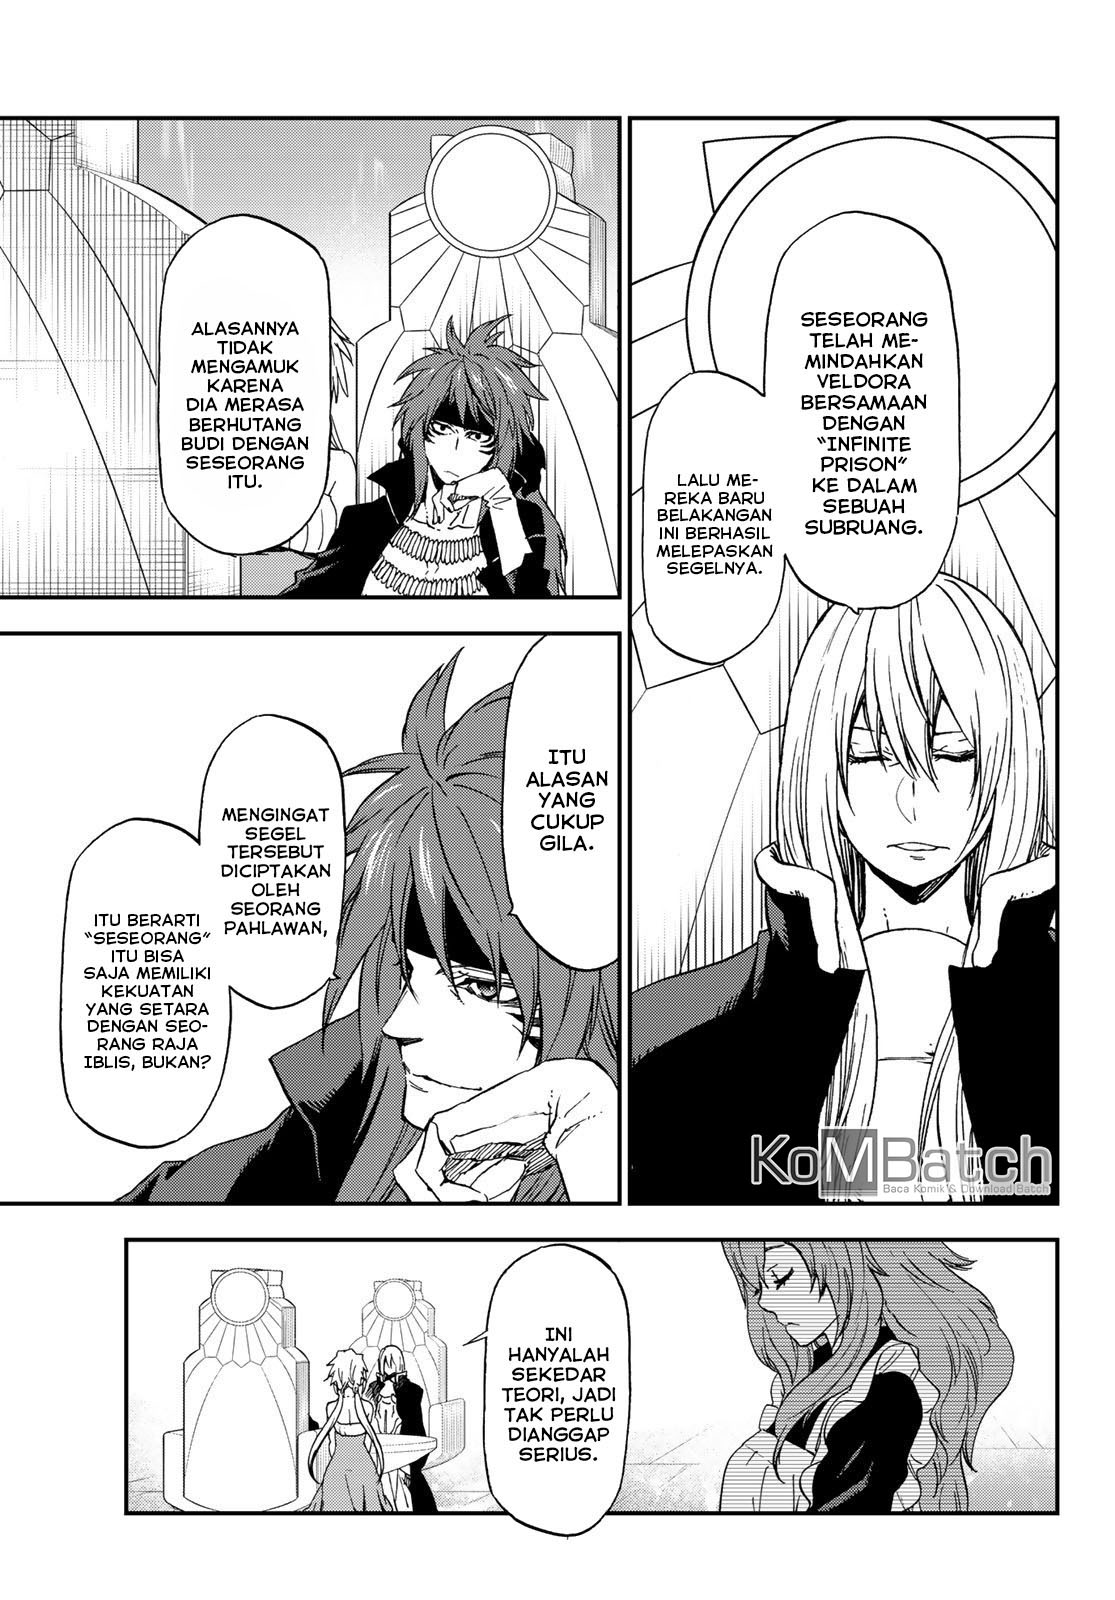 SESEORANG
TELAH ME-
MINDAHKAN
VELDORA
BERSAMAAN
DENGAN
"INFINITE
PRISON"
KE DALAM
SEBUAH
SUBRUANG.
LALU ME-
REKA BARU
BELAKANGAN
INI BERHASIL
MELEPASKAN
SEGELNYA.
ALASANNYA
TIDAK
MENGAMUK
KARENA
DIA MERASA
BERHUTANG
BUDI DENGAN
SESEORANG
ITU.
ITU
ALASAN
YANG
CUKUP
GILA.
MENGINGAT
SEGEL
TERSEBUT
DICIPTAKAN
OLEH
SEORANG
PAHLAWAN,
ITU BERARTI
"SESEORANG"
ITU BISA
SAJA MEMILIKI
KEKUATAN
YANG SETARA
DENGAN SEO-
RANG RAJA
IBLIS, BUKAN?
KoMBatch
Baca Komik & Download Batch
INI
HANYALAH
SEKEDAR
TEORI, JADI
TAK PERLU
DIANGGAP
SERIUS.